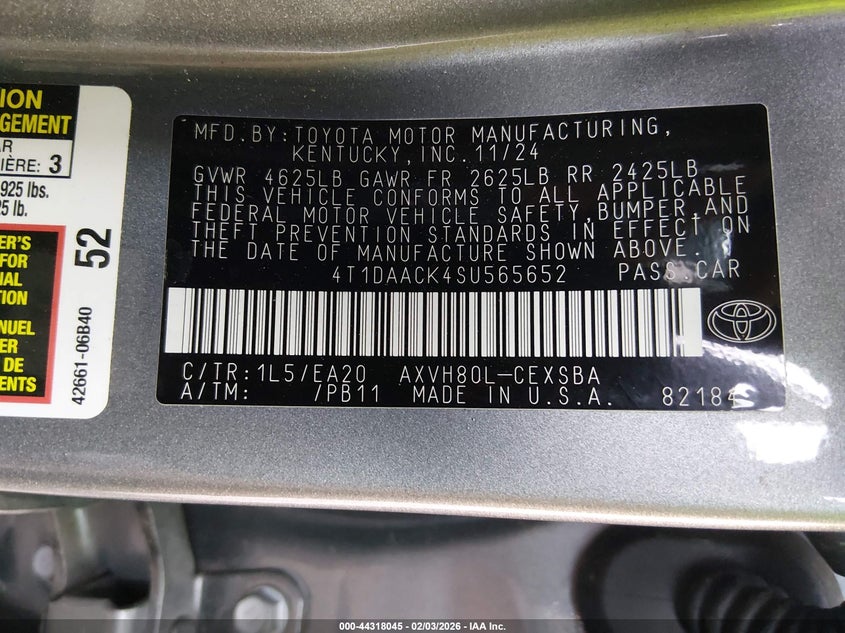 ION
GEMENT
AR
IÈRE: 3
925 lbs.
25 lb.
ER'S
FOR
NAL
TION
NUEL
ER
DE
MENTS
52
42661-06B40
MFD.BY:TOYOTA MOTOR MANUFACTURING,
KENTUCKY,INC.11/24
GVWR 4625LB GAWR FR 2625LB RR 2425LB
THIS VEHICLE CONFORMS TO ALL APPLICABLE
FEDERAL MOTOR VEHICLE SAFETY,BUMPER,AND
THEFT PREVENTION STANDARDS IN EFFECT ON
THE DATE OF MANUFACTURE SHOWN ABOVE.
4T1DAACK4SU565652 PASS.CAR
C/TR:1L5/EA20 AXVH80L-CEXSBA
A/TM: /PB11 MADE IN U.S.A. 82184
000-44318045 - 02/03/2026 - IAA Inc.